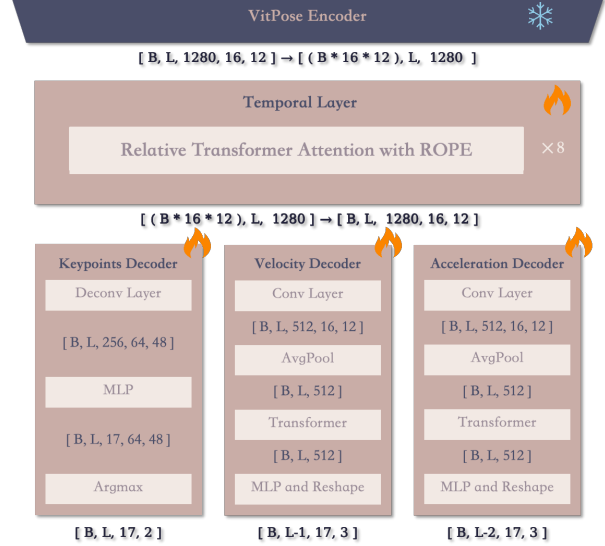 VitPose Encoder
[ B, L, 1280, 16, 12 ] → [ ( B * 16 * 12 ), L, 1280 ]
Temporal Layer
Relative Transformer Attention with ROPE
×8
[ ( B * 16 * 12 ), L, 1280 ] → [ B, L, 1280, 16, 12 ]
Keypoints Decoder
Deconv Layer
[ B, L, 256, 64, 48 ]
MLP
[ B, L, 17, 64, 48 ]
Argmax
[ B, L, 17, 2 ]
Velocity Decoder
Conv Layer
[ B, L, 512, 16, 12 ]
AvgPool
[ B, L, 512 ]
Transformer
[ B, L, 512 ]
MLP and Reshape
[ B, L-1, 17, 3 ]
Acceleration Decoder
Conv Layer
[ B, L, 512, 16, 12 ]
AvgPool
[ B, L, 512 ]
Transformer
[ B, L, 512 ]
MLP and Reshape
[ B, L-2, 17, 3 ]